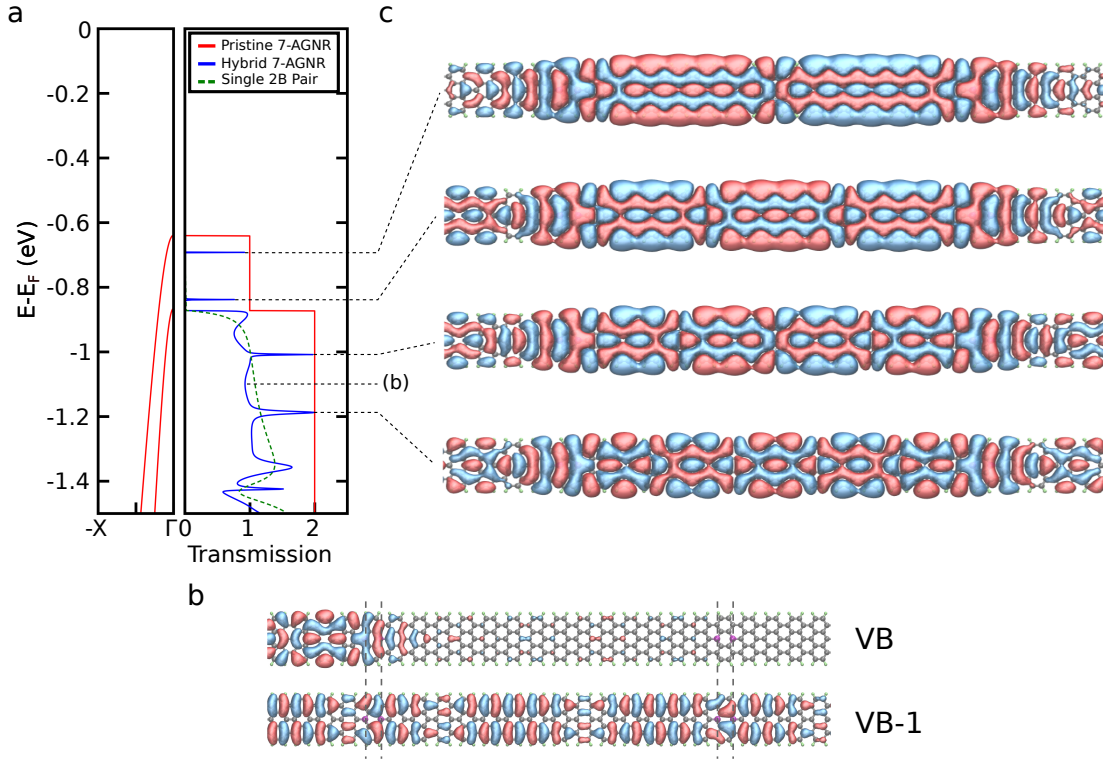 a
c
0
-0.2
-0.4
-0.6
-0.8
-1
-1.2
-1.4
E-E_F (eV)
Pristine 7-AGNR
Hybrid 7-AGNR
Single 2B Pair
(b)
-X
Γ
0
1
2
Transmission
b
VB
VB-1